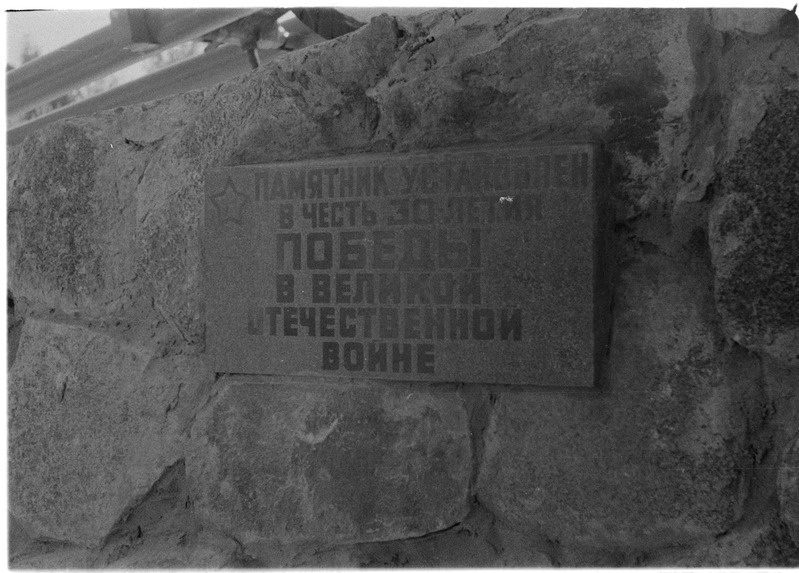 ПАМЯТНИК УСТАНОВЛЕН
В ЧЕСТЬ 30-ЛЕТИЯ
ПОБЕДЫ
В ВЕЛИКОЙ
ОТЕЧЕСТВЕННОЙ
ВОЙНЕ